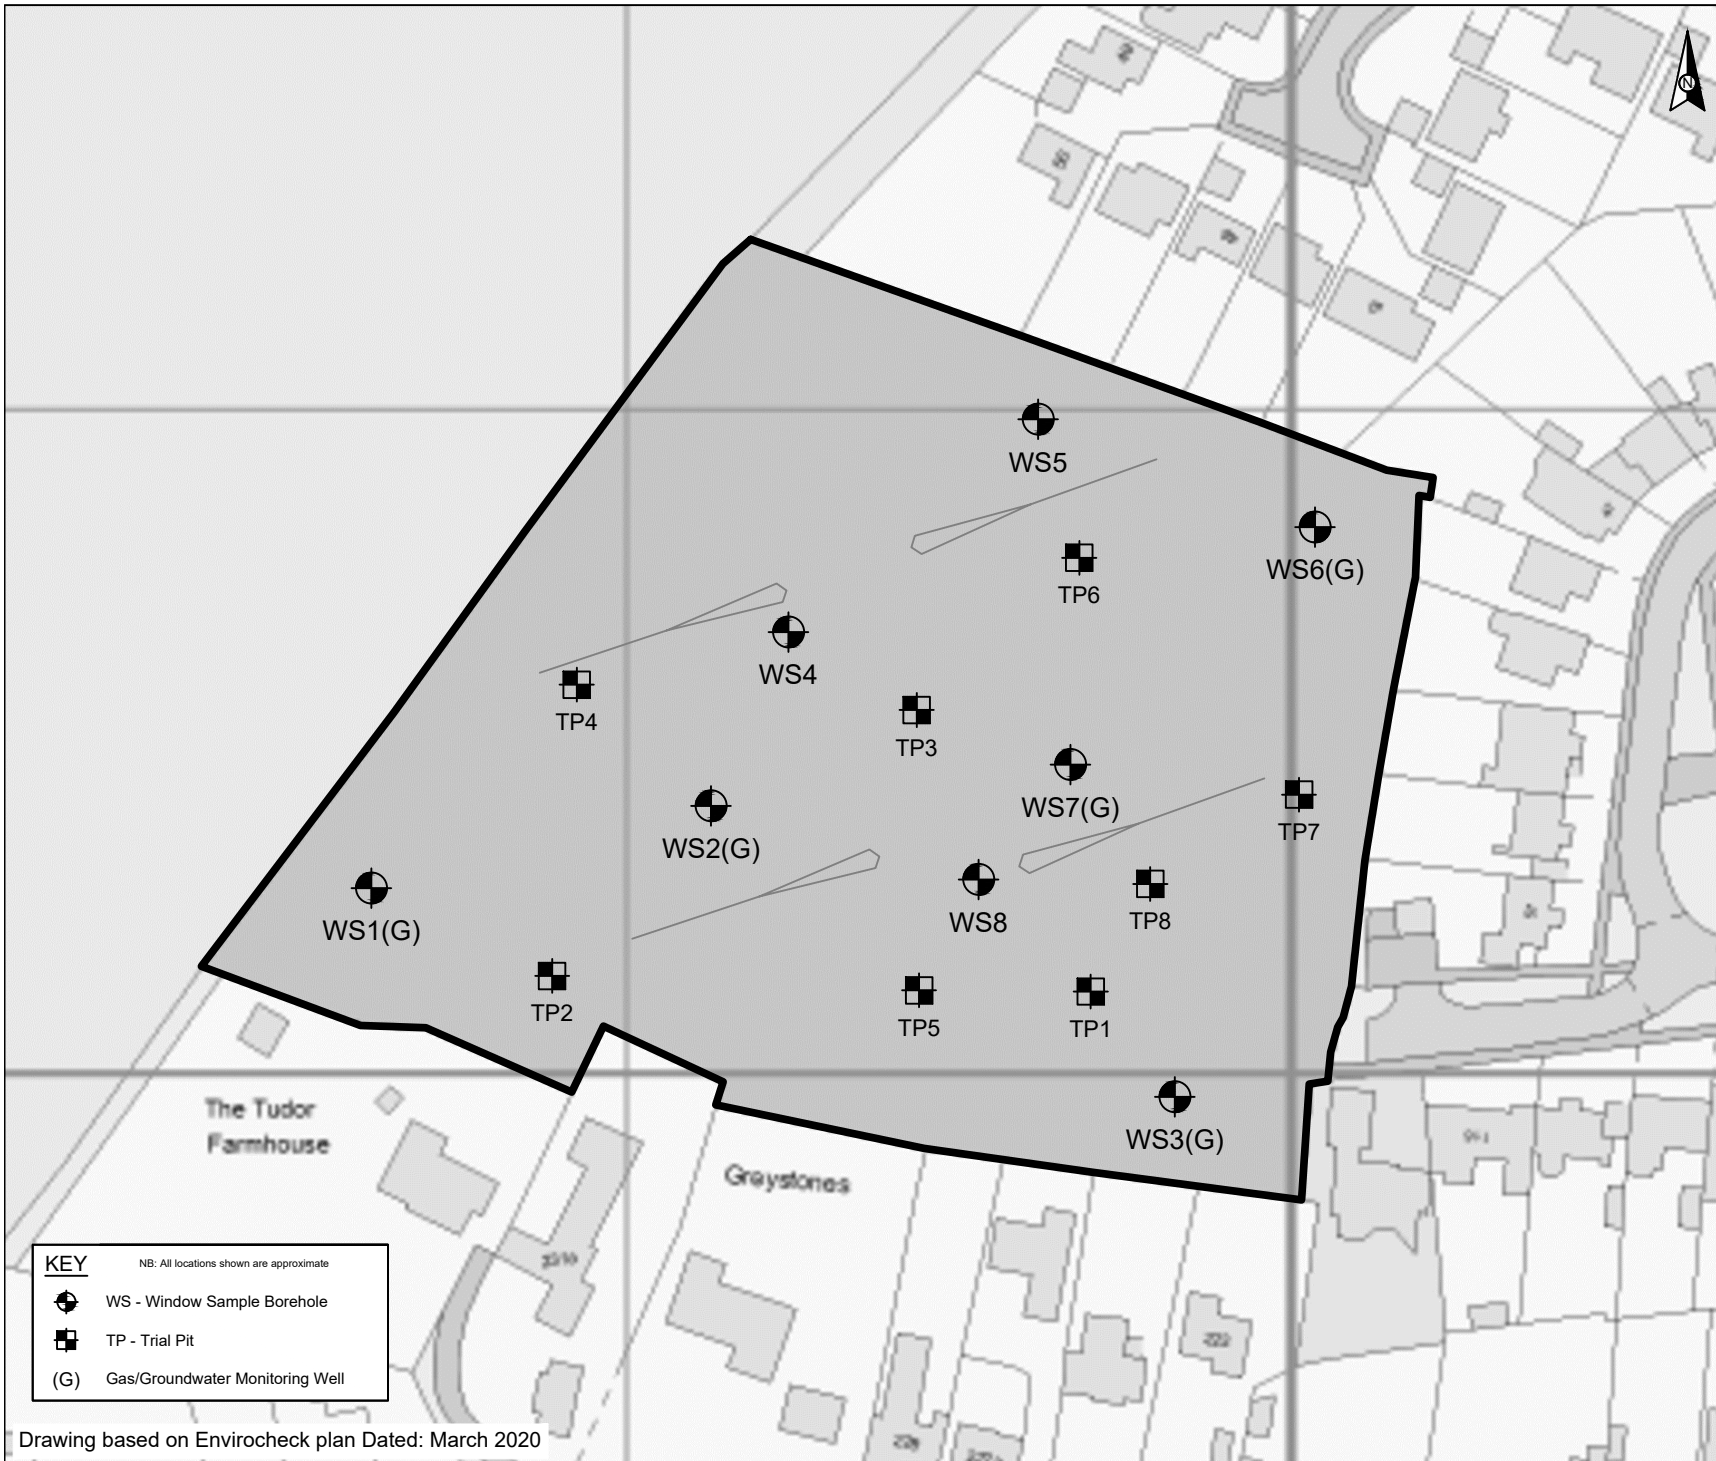 N
WS5
WS6(G)
TP6
WS4
TP4
TP3
WS7(G)
TP7
WS2(G)
WS1(G)
WS8
TP8
TP2
TP5
TP1
WS3(G)
The Tudor
Farmhouse
Greystones
222
KEY
NB: All locations shown are approximate
WS - Window Sample Borehole
TP - Trial Pit
(G) Gas/Groundwater Monitoring Well
Drawing based on Envirocheck plan Dated: March 2020